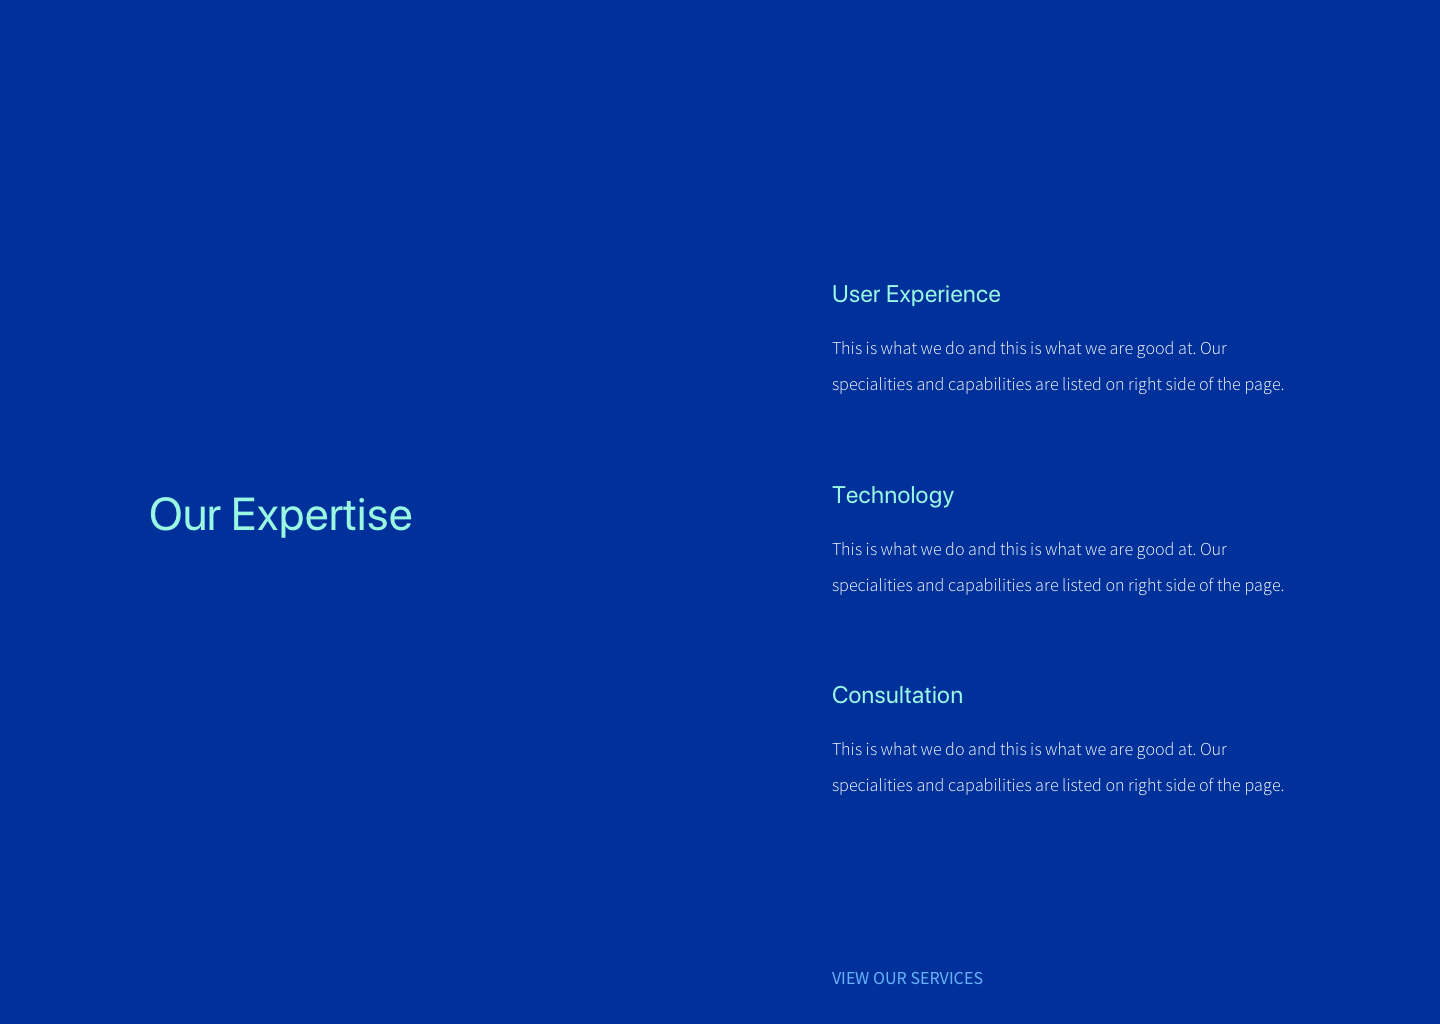 Our Expertise
User Experience
This is what we do and this is what we are good at. Our
specialities and capabilities are listed on right side of the page.
Technology
This is what we do and this is what we are good at. Our
specialities and capabilities are listed on right side of the page.
Consultation
This is what we do and this is what we are good at. Our
specialities and capabilities are listed on right side of the page.
VIEW OUR SERVICES